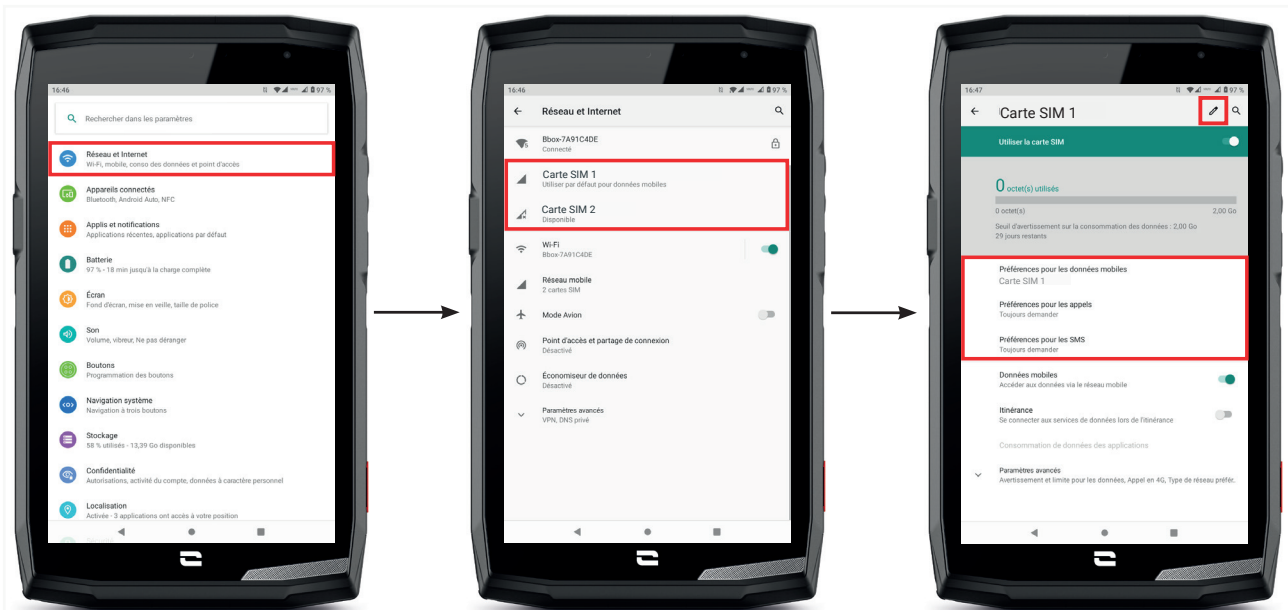 16:46
97 %
Rechercher dans les paramètres
Réseau et Internet
Wi-Fi, mobile, conso des données et point d'accès
Appareils connectés
Bluetooth, Android Auto, NFC
Applis et notifications
Applications récentes, applications par défaut
Batterie
97 % - 18 min jusqu'à la charge complète
Écran
Fond d'écran, mise en veille, taille de police
Son
Volume, vibreur, Ne pas déranger
Boutons
Programmation des boutons
Navigation système
Navigation à trois boutons
Stockage
58 % utilisés - 13,39 Go disponibles
Confidentialité
Autorisations, activité du compte, données à caractère personnel
Localisation
Activée - 3 applications ont accès à votre position
16:46
97 %
Réseau et Internet
Bbox-7A91C4DE
Connecté
Carte SIM 1
Utiliser par défaut pour données mobiles
Carte SIM 2
Disponible
Wi-Fi
Bbox-7A91C4DE
Réseau mobile
2 cartes SIM
Mode Avion
Point d'accès et partage de connexion
Désactivé
Économiseur de données
Désactivé
Paramètres avancés
VPN, DNS privé
16:47
97 %
Carte SIM 1
Utiliser la carte SIM
0 octet(s) utilisés
0 octet(s) 2,00 Go
Seuil d'avertissement sur la consommation des données : 2,00 Go
29 jours restants
Préférences pour les données mobiles
Carte SIM 1
Préférences pour les appels
Toujours demander
Préférences pour les SMS
Toujours demander
Données mobiles
Accéder aux données via le réseau mobile
Itinérance
Se connecter aux services de données lors de l'itinérance
Consommation de données des applications
Paramètres avancés
Avertissement et limite pour les données, Appel en 4G, Type de réseau préfér.